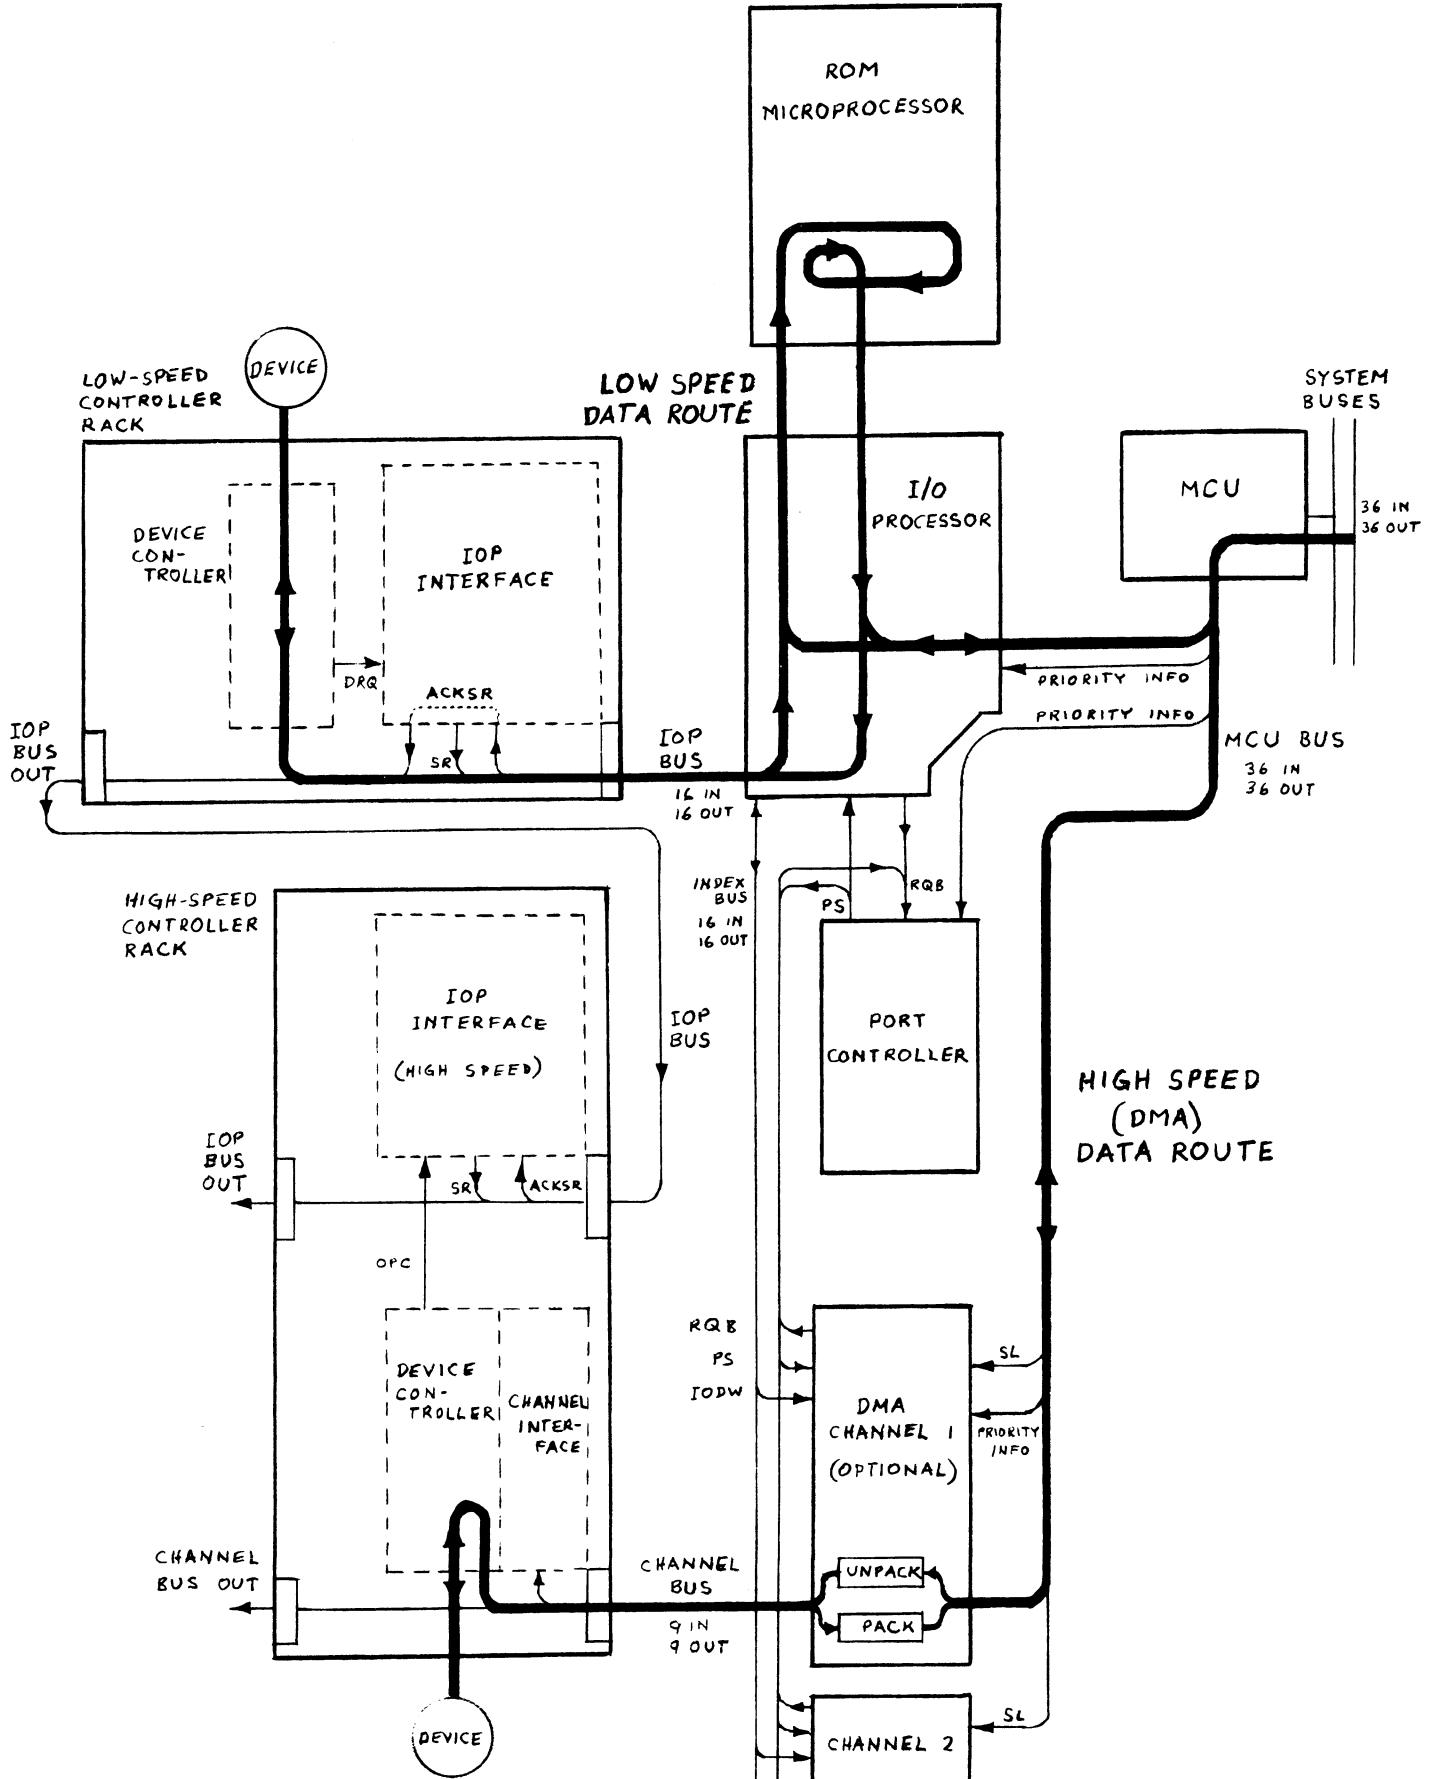 ROM
MICROPROCESSOR
DEVICE
LOW-SPEED
CONTROLLER
RACK
LOW SPEED
DATA ROUTE
SYSTEM
BUSES
MCU
36 IN
36 OUT
I/O
PROCESSOR
DEVICE
CON-
TROLLER
IOP
INTERFACE
DRQ
ACKSR
SR
IOP
BUS
OUT
IOP
BUS
16 IN
16 OUT
PRIORITY INFO
PRIORITY INFO
MCU BUS
36 IN
36 OUT
INDEX
BUS
16 IN
16 OUT
PS
RQB
HIGH-SPEED
CONTROLLER
RACK
IOP
INTERFACE
(HIGH SPEED)
IOP
BUS
PORT
CONTROLLER
HIGH SPEED
(DMA)
DATA ROUTE
IOP
BUS
OUT
SR
ACKSR
OPC
RQB
PS
IODW
SL
PRIORITY
INFO
DEVICE
CON-
TROLLER
CHANNEL
INTER-
FACE
DMA
CHANNEL 1
(OPTIONAL)
UNPACK
PACK
CHANNEL
BUS OUT
CHANNEL
BUS
9 IN
9 OUT
DEVICE
SL
CHANNEL 2